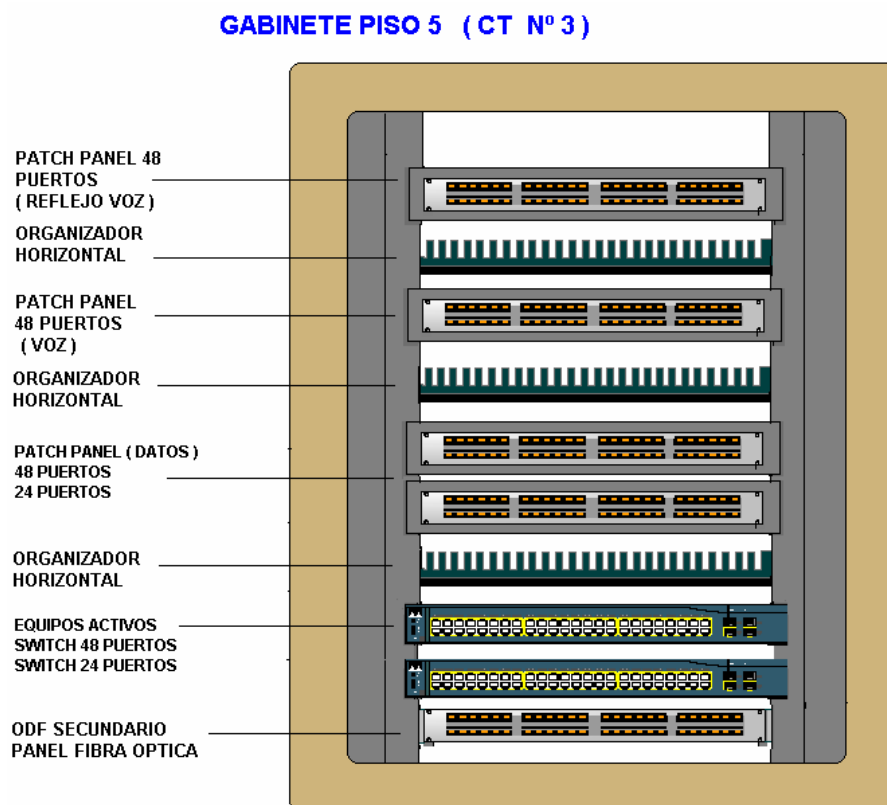 GABINETE PISO 5 ( CT Nº 3 )
PATCH PANEL 48
PUERTOS
( REFLEJO VOZ )
ORGANIZADOR
HORIZONTAL
PATCH PANEL
48 PUERTOS
( VOZ )
ORGANIZADOR
HORIZONTAL
PATCH PANEL ( DATOS )
48 PUERTOS
24 PUERTOS
ORGANIZADOR
HORIZONTAL
EQUIPOS ACTIVOS
SWITCH 48 PUERTOS
SWITCH 24 PUERTOS
ODF SECUNDARIO
PANEL FIBRA OPTICA